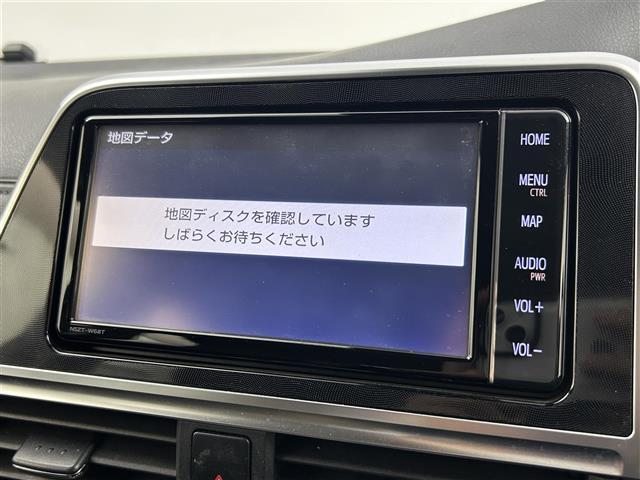 地図データ
地図ディスクを確認しています
しばらくお待ちください
NSZT-W68T
HOME
MENU
CTRL
MAP
AUDIO
PWR
VOL+
VOL-